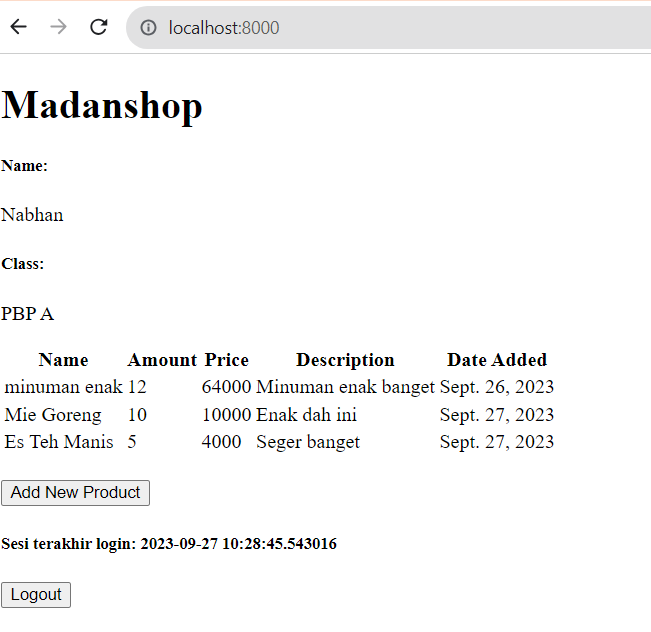 localhost:8000
Madanshop
Name:
Nabhan
Class:
PBP A
Name Amount Price Description Date Added
minuman enak 12 64000 Minuman enak banget Sept. 26, 2023
Mie Goreng 10 10000 Enak dah ini Sept. 27, 2023
Es Teh Manis 5 4000 Seger banget Sept. 27, 2023
Add New Product
Sesi terakhir login: 2023-09-27 10:28:45.543016
Logout